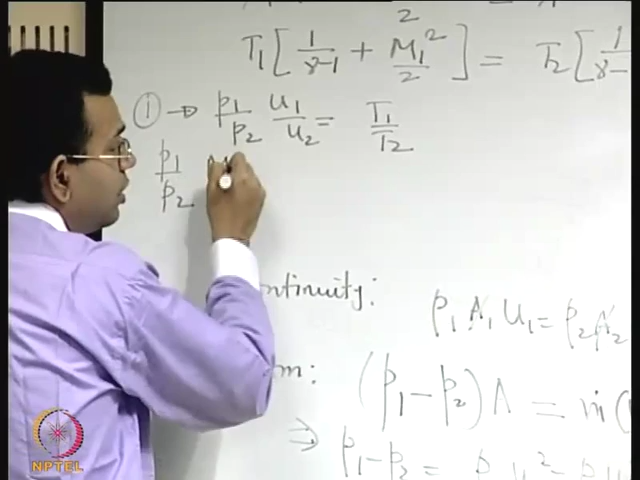 2
T₁[1/γ-1 + M₁²/2] = T₂[1/γ-
① → p₁/p₂ u₁/u₂ = T₁/T₂
p₁/p₂
ntinuity: ρ₁ A₁ u₁ = ρ₂ A₂
m: (p₁ - p₂) A = ṁ (
⇒ p₁ - p₂ =
NPTEL